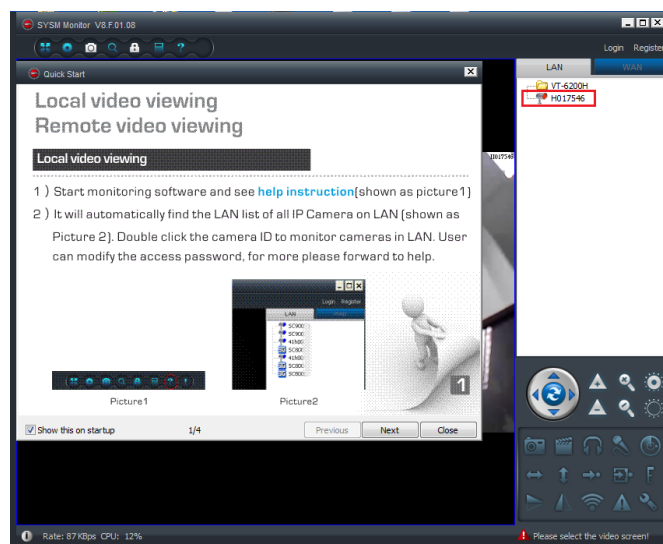 SYSM Monitor V8.F.01.08
Login Register
Quick Start
LAN
WAN
VT-6200H
H017546
Local video viewing
Remote video viewing
Local video viewing
H017546
1 ) Start monitoring software and see help instruction(shown as picture1)
2 ) It will automatically find the LAN list of all IP Camera on LAN (shown as
Picture 2). Double click the camera ID to monitor cameras in LAN. User
can modify the access password, for more please forward to help.
Login Register
LAN
1
Picture1
Picture2
Show this on startup
1/4
Previous
Next
Close
Rate: 87KBps CPU: 12%
Please select the video screen!